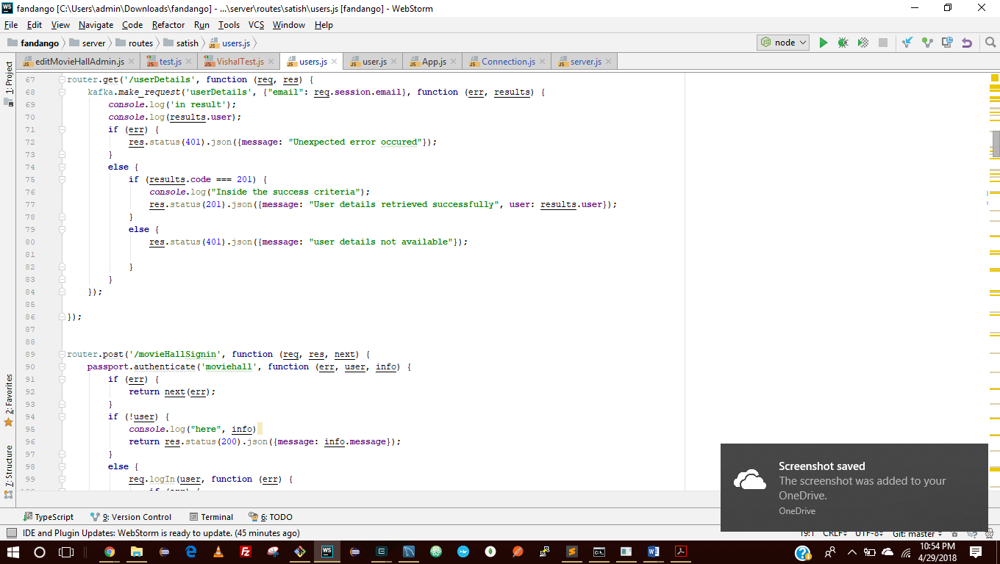 fandango [C:\Users\admin\Downloads\fandango] - ...\server\routes\satish\users.js [fandango] - WebStorm
File Edit View Navigate Code Refactor Run Tools VCS Window Help
fandango server routes satish users.js node
editMovieHallAdmin.js test.js VishalTest.js users.js user.js App.js Connection.js server.js
1: Project
67 router.get('/userDetails', function (req, res) {
68 kafka.make_request('userDetails', {"email": req.session.email}, function (err, results) {
69 console.log('in result');
70 console.log(results.user);
71 if (err) {
72 res.status(401).json({message: "Unexpected error occured"});
73 }
74 else {
75 if (results.code === 201) {
76 console.log("Inside the success criteria");
77 res.status(201).json({message: "User details retrieved successfully", user: results.user});
78 }
79 else {
80 res.status(401).json({message: "user details not available"});
81
82 }
83 }
84 });
85
86 });
87
88
89 router.post('/movieHallSignin', function (req, res, next) {
90 passport.authenticate('moviehall', function (err, user, info) {
91 if (err) {
92 return next(err);
93 }
94 if (!user) {
95 console.log("here", info)
96 return res.status(200).json({message: info.message});
97 }
98 else {
99 req.logIn(user, function (err) {
2: Favorites
7: Structure
Screenshot saved
The screenshot was added to your
OneDrive.
OneDrive
TypeScript 9: Version Control Terminal 6: TODO
IDE and Plugin Updates: WebStorm is ready to update. (45 minutes ago) 19:1 CRLF UTF-8 Git: master
10:54 PM
4/29/2018